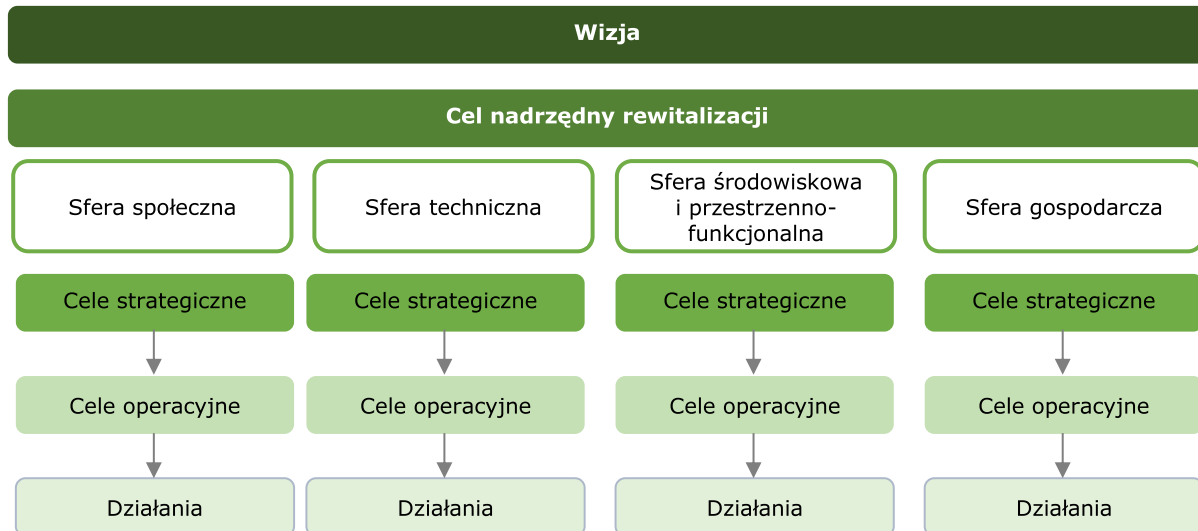 Wizja
Cel nadrzędny rewitalizacji
Sfera społeczna
Sfera techniczna
Sfera środowiskowa
i przestrzenno-
funkcjonalna
Sfera gospodarcza
Cele strategiczne
Cele strategiczne
Cele strategiczne
Cele strategiczne
Cele operacyjne
Cele operacyjne
Cele operacyjne
Cele operacyjne
Działania
Działania
Działania
Działania